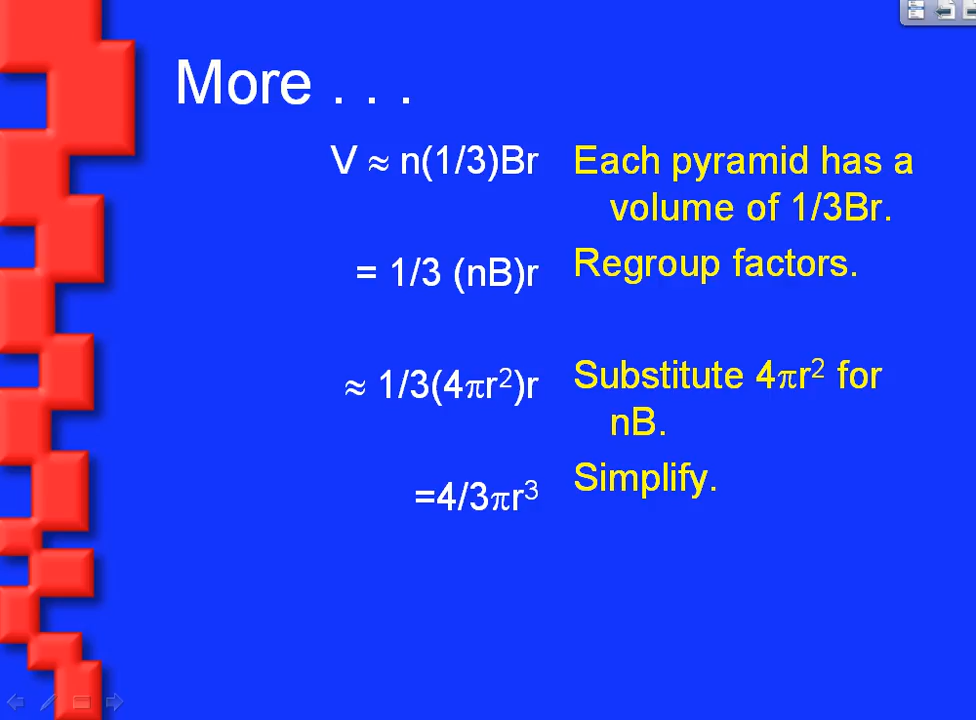 More . . .
V ≈ n(1/3)Br
Each pyramid has a
volume of 1/3Br.
= 1/3 (nB)r
Regroup factors.
≈ 1/3(4πr²)r
Substitute 4πr² for
nB.
=4/3πr³
Simplify.